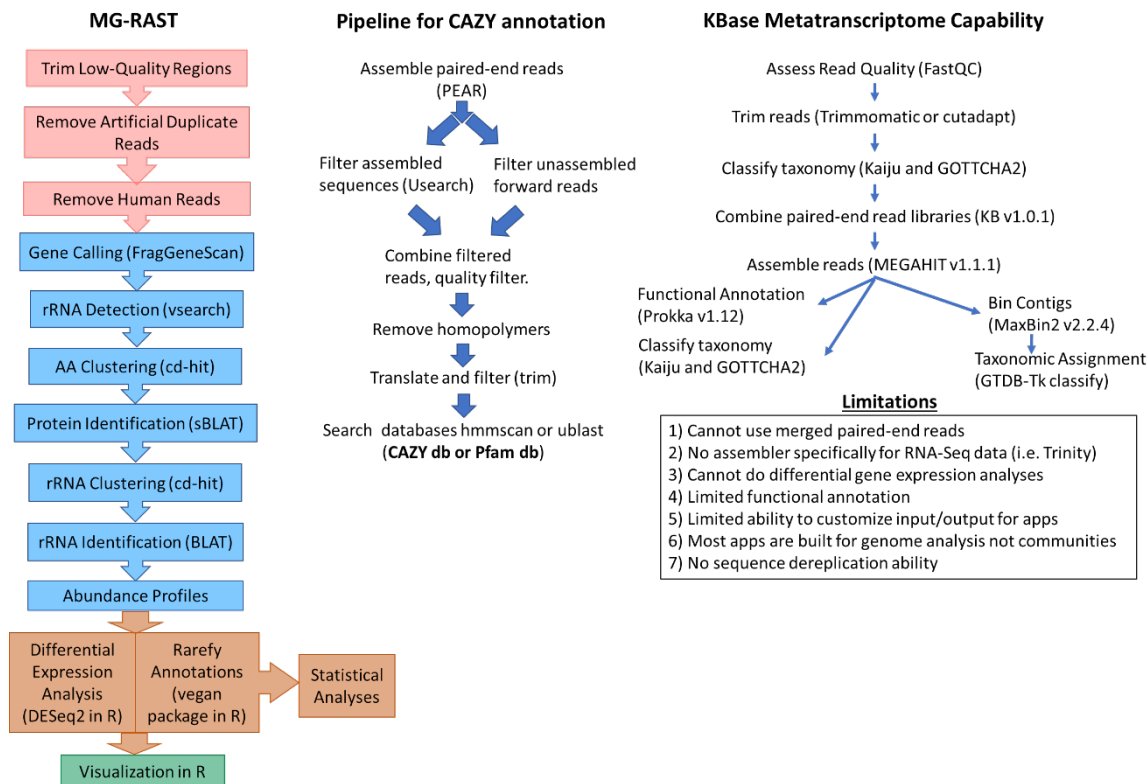 MG-RAST
Trim Low-Quality Regions
Remove Artificial Duplicate
Reads
Remove Human Reads
Gene Calling (FragGeneScan)
rRNA Detection (vsearch)
AA Clustering (cd-hit)
Protein Identification (sBLAT)
rRNA Clustering (cd-hit)
rRNA Identification (BLAT)
Abundance Profiles
Differential
Expression
Analysis
(DESeq2 in R)
Rarefy
Annotations
(vegan
package in R)
Statistical
Analyses
Visualization in R
Pipeline for CAZY annotation
Assemble paired-end reads
(PEAR)
Filter assembled
sequences (Usearch)
Filter unassembled
forward reads
Combine filtered
reads, quality filter.
Remove homopolymers
Translate and filter (trim)
Search databases hmmscan or ublast
(CAZY db or Pfam db)
KBase Metatranscriptome Capability
Assess Read Quality (FastQC)
Trim reads (Trimmomatic or cutadapt)
Classify taxonomy (Kaiju and GOTTCHA2)
Combine paired-end read libraries (KB v1.0.1)
Assemble reads (MEGAHIT v1.1.1)
Functional Annotation
(Prokka v1.12)
Classify taxonomy
(Kaiju and GOTTCHA2)
Bin Contigs
(MaxBin2 v2.2.4)
Taxonomic Assignment
(GTDB-Tk classify)
Limitations
1) Cannot use merged paired-end reads
2) No assembler specifically for RNA-Seq data (i.e. Trinity)
3) Cannot do differential gene expression analyses
4) Limited functional annotation
5) Limited ability to customize input/output for apps
6) Most apps are built for genome analysis not communities
7) No sequence dereplication ability